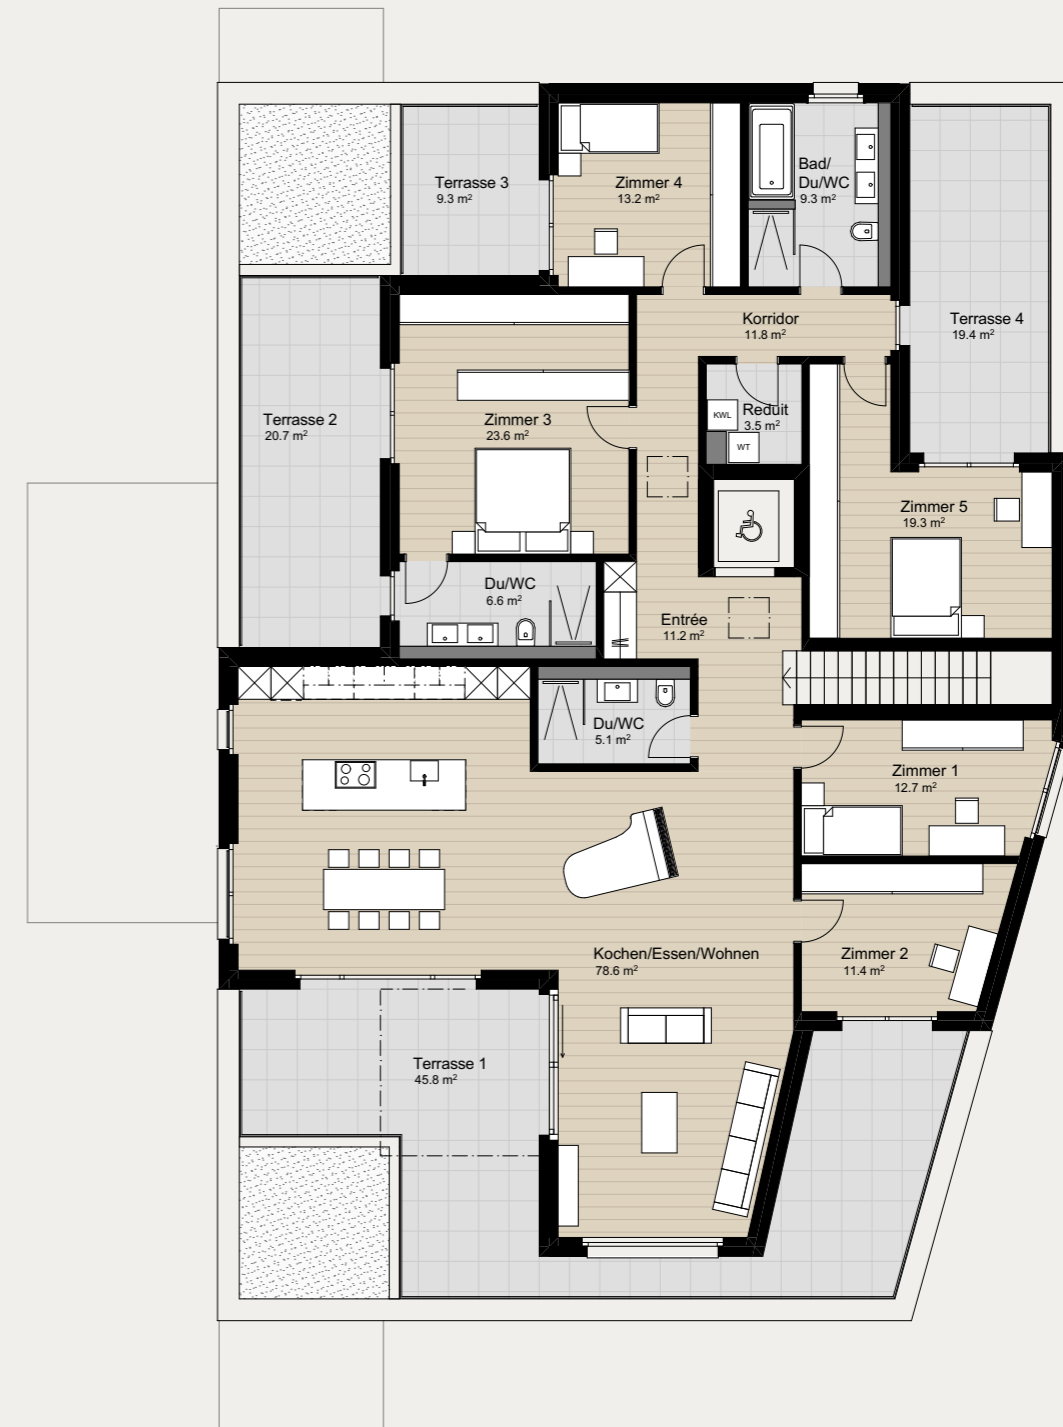 Bad/
Du/WC
9.3 m²
Terrasse 3
9.3 m²
Zimmer 4
13.2 m²
Korridor
11.8 m²
Terrasse 4
19.4 m²
Terrasse 2
20.7 m²
Zimmer 3
23.6 m²
KWL
Reduit
3.5 m²
WT
Zimmer 5
19.3 m²
Du/WC
6.6 m²
Entrée
11.2 m²
Du/WC
5.1 m²
Zimmer 1
12.7 m²
Kochen/Essen/Wohnen
78.6 m²
Zimmer 2
11.4 m²
Terrasse 1
45.8 m²